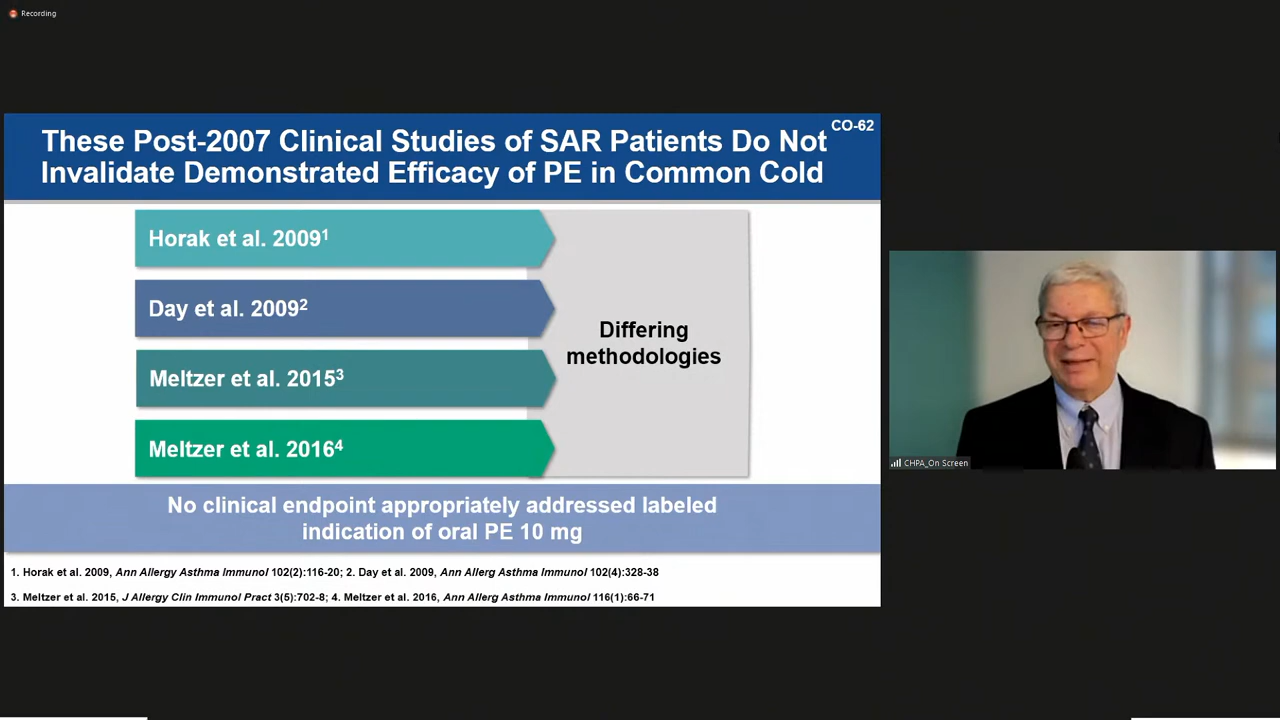 Recording
CO-62
These Post-2007 Clinical Studies of SAR Patients Do Not
Invalidate Demonstrated Efficacy of PE in Common Cold
Horak et al. 2009¹
Day et al. 2009²
Meltzer et al. 2015³
Meltzer et al. 2016⁴
Differing
methodologies
No clinical endpoint appropriately addressed labeled
indication of oral PE 10 mg
1. Horak et al. 2009, Ann Allergy Asthma Immunol 102(2):116-20; 2. Day et al. 2009, Ann Allerg Asthma Immunol 102(4):328-38
3. Meltzer et al. 2015, J Allergy Clin Immunol Pract 3(5):702-8; 4. Meltzer et al. 2016, Ann Allerg Asthma Immunol 116(1):66-71
CHPA_On Screen